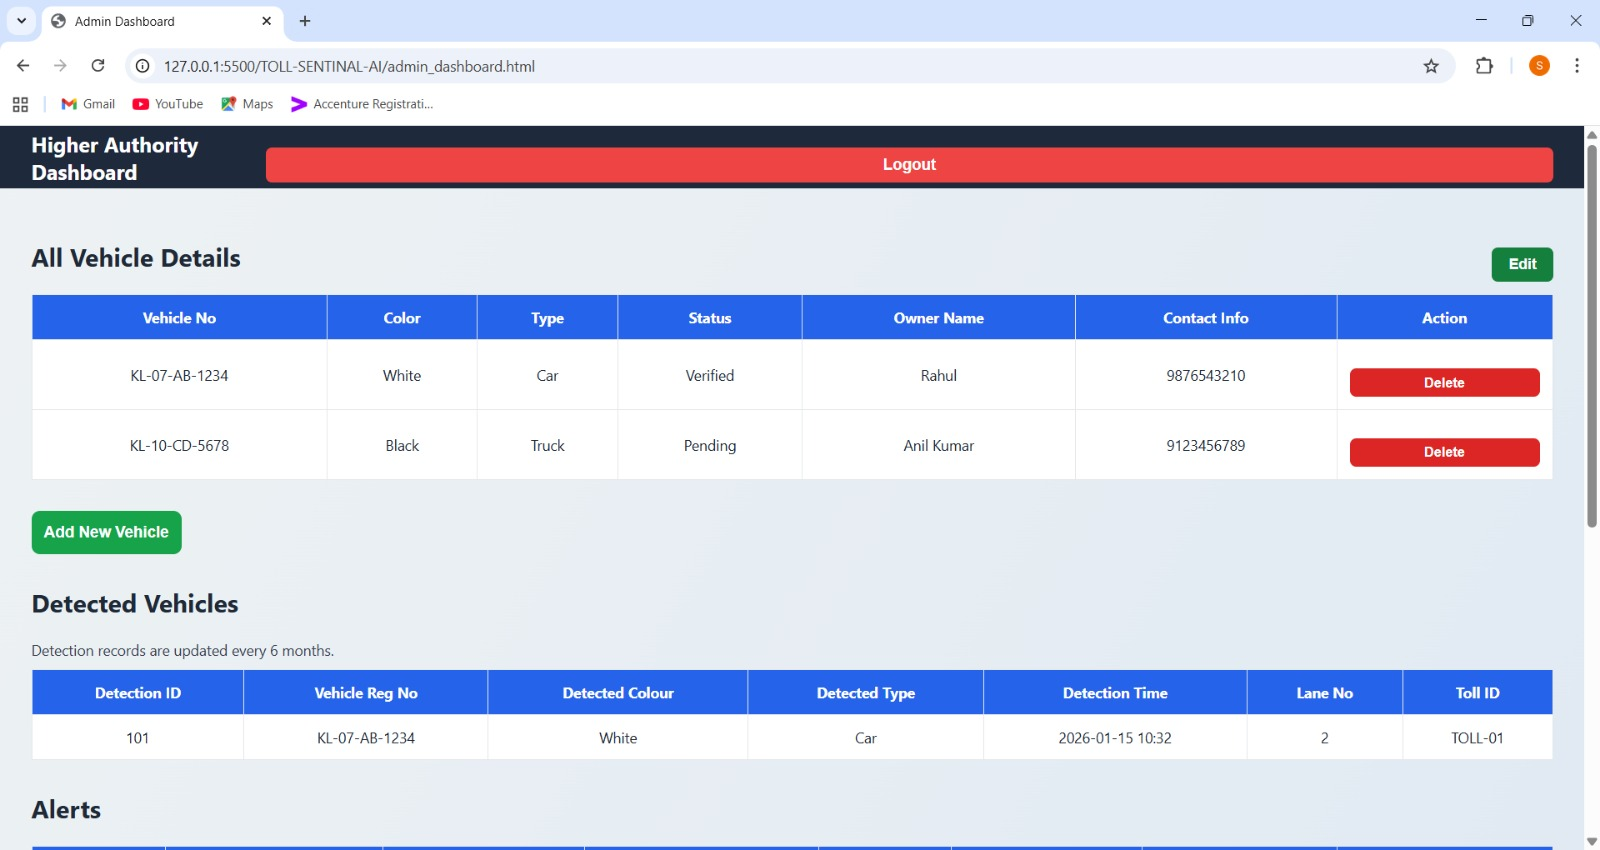 Admin Dashboard
127.0.0.1:5500/TOLL-SENTINAL-AI/admin_dashboard.html
S
Gmail YouTube Maps Accenture Registrati...
Higher Authority
Dashboard
Logout
All Vehicle Details
Edit
Vehicle No Color Type Status Owner Name Contact Info Action
KL-07-AB-1234 White Car Verified Rahul 9876543210 Delete
KL-10-CD-5678 Black Truck Pending Anil Kumar 9123456789 Delete
Add New Vehicle
Detected Vehicles
Detection records are updated every 6 months.
Detection ID Vehicle Reg No Detected Colour Detected Type Detection Time Lane No Toll ID
101 KL-07-AB-1234 White Car 2026-01-15 10:32 2 TOLL-01
Alerts